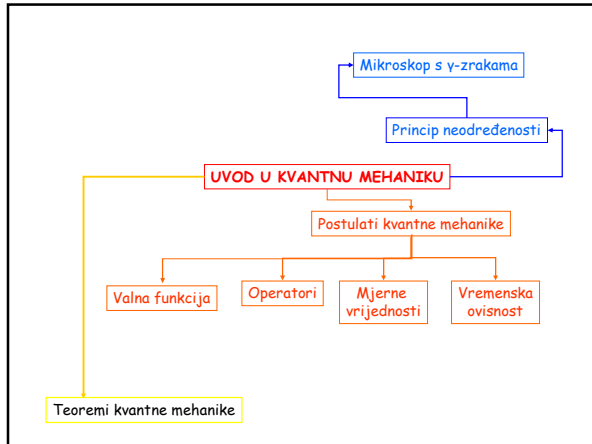 Mikroskop s γ-zrakama
Princip neodređenosti
UVOD U KVANTNU MEHANIKU
Postulati kvantne mehanike
Valna funkcija
Operatori
Mjerne
vrijednosti
Vremenska
ovisnost
Teoremi kvantne mehanike